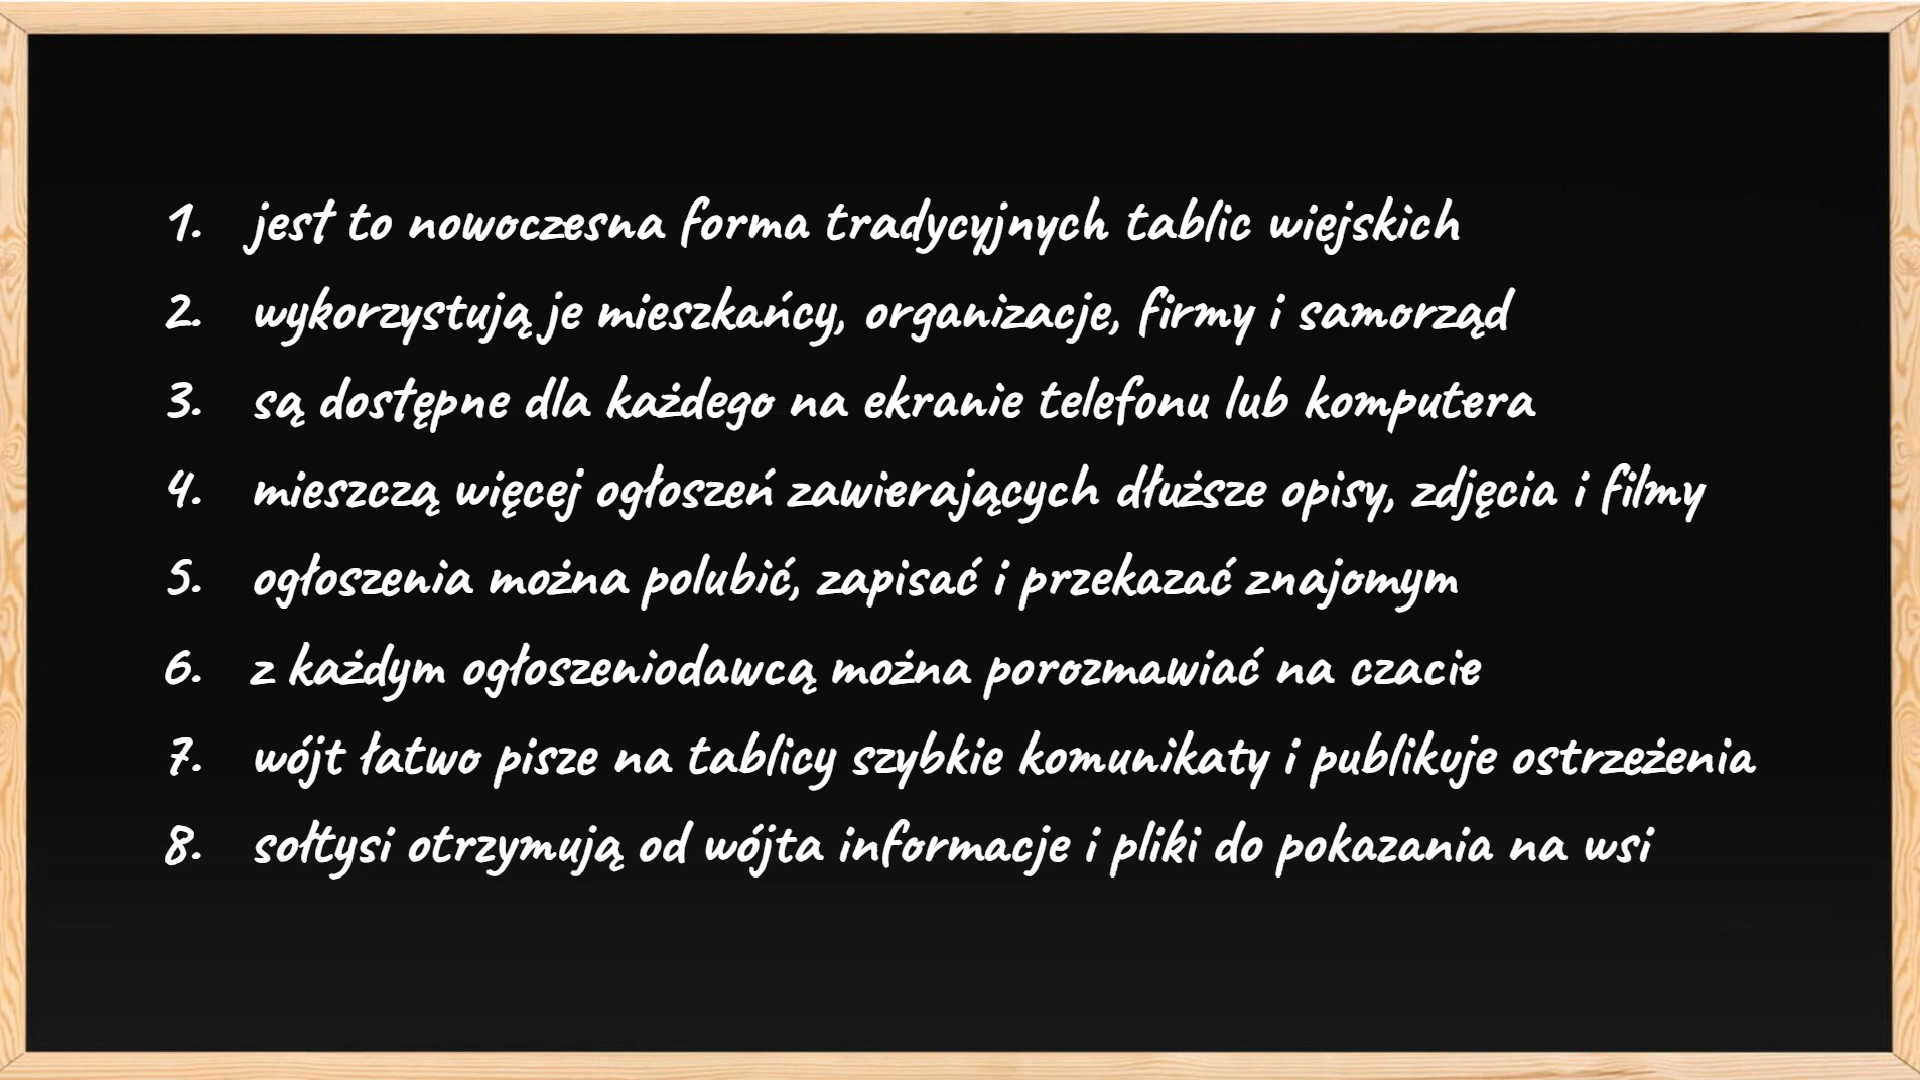 1. jest to nowoczesna forma tradycyjnych tablic wiejskich
2. wykorzystują je mieszkańcy, organizacje, firmy i samorząd
3. są dostępne dla każdego na ekranie telefonu lub komputera
4. mieszczą więcej ogłoszeń zawierających dłuższe opisy, zdjęcia i filmy
5. ogłoszenia można polubić, zapisać i przekazać znajomym
6. z każdym ogłoszeniodawcą można porozmawiać na czacie
7. wójt łatwo pisze na tablicy szybkie komunikaty i publikuje ostrzeżenia
8. sołtysi otrzymują od wójta informacje i pliki do pokazania na wsi